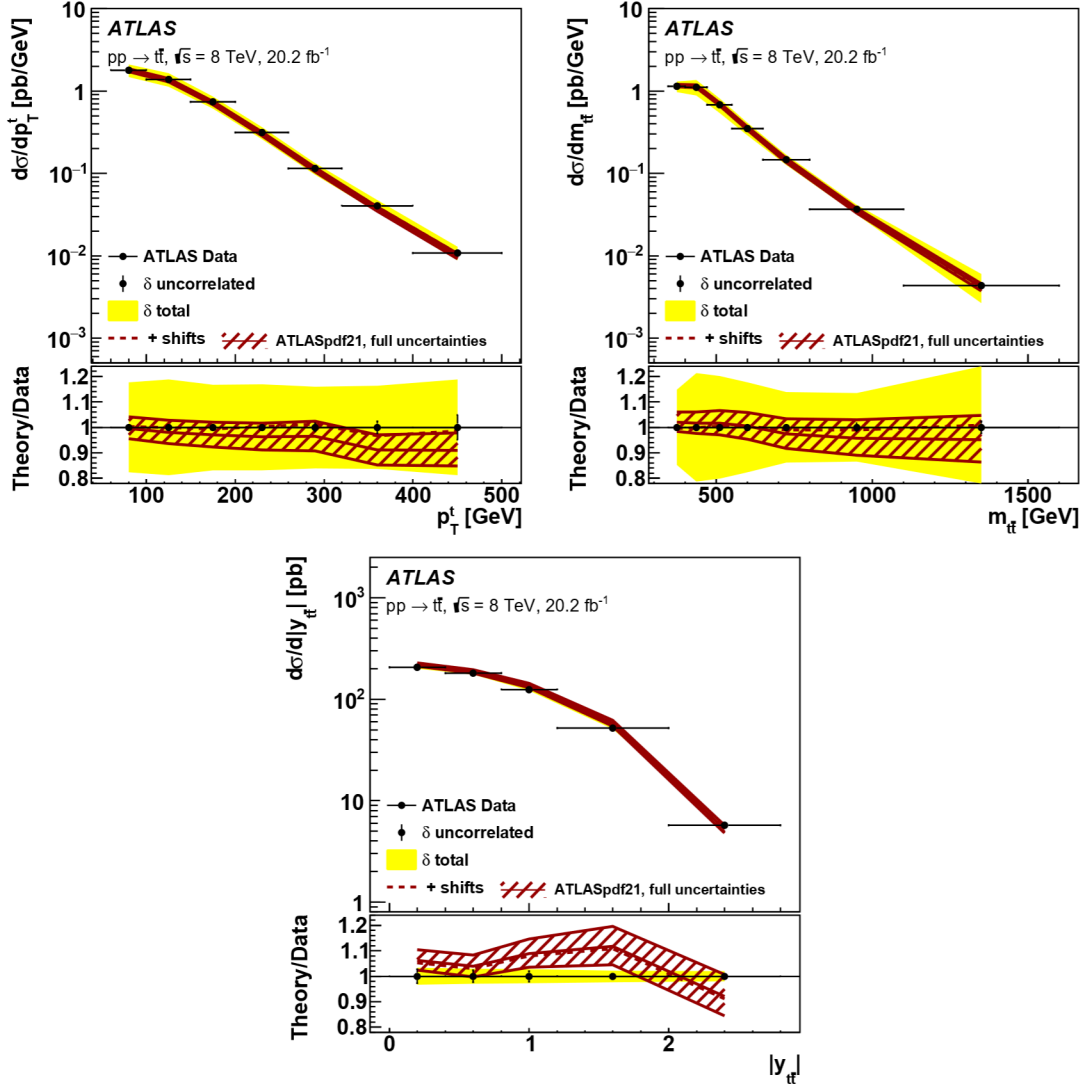 ATLAS
pp → tt̄, √s = 8 TeV, 20.2 fb⁻¹
dσ/dp_T^t [pb/GeV]
10
1
10⁻¹
10⁻²
10⁻³
ATLAS Data
δ uncorrelated
δ total
+ shifts
ATLASpdf21, full uncertainties
Theory/Data
1.2
1.1
1.0
0.9
0.8
100 200 300 400 500
p_T^t [GeV]
ATLAS
pp → tt̄, √s = 8 TeV, 20.2 fb⁻¹
dσ/dm_tt̄ [pb/GeV]
10
1
10⁻¹
10⁻²
10⁻³
ATLAS Data
δ uncorrelated
δ total
+ shifts
ATLASpdf21, full uncertainties
Theory/Data
1.2
1.1
1.0
0.9
0.8
500 1000 1500
m_tt̄ [GeV]
ATLAS
pp → tt̄, √s = 8 TeV, 20.2 fb⁻¹
dσ/d|y_tt̄| [pb]
10³
10²
10
1
ATLAS Data
δ uncorrelated
δ total
+ shifts
ATLASpdf21, full uncertainties
Theory/Data
1.2
1.1
1
0.9
0.8
0 1 2
|y_tt̄|